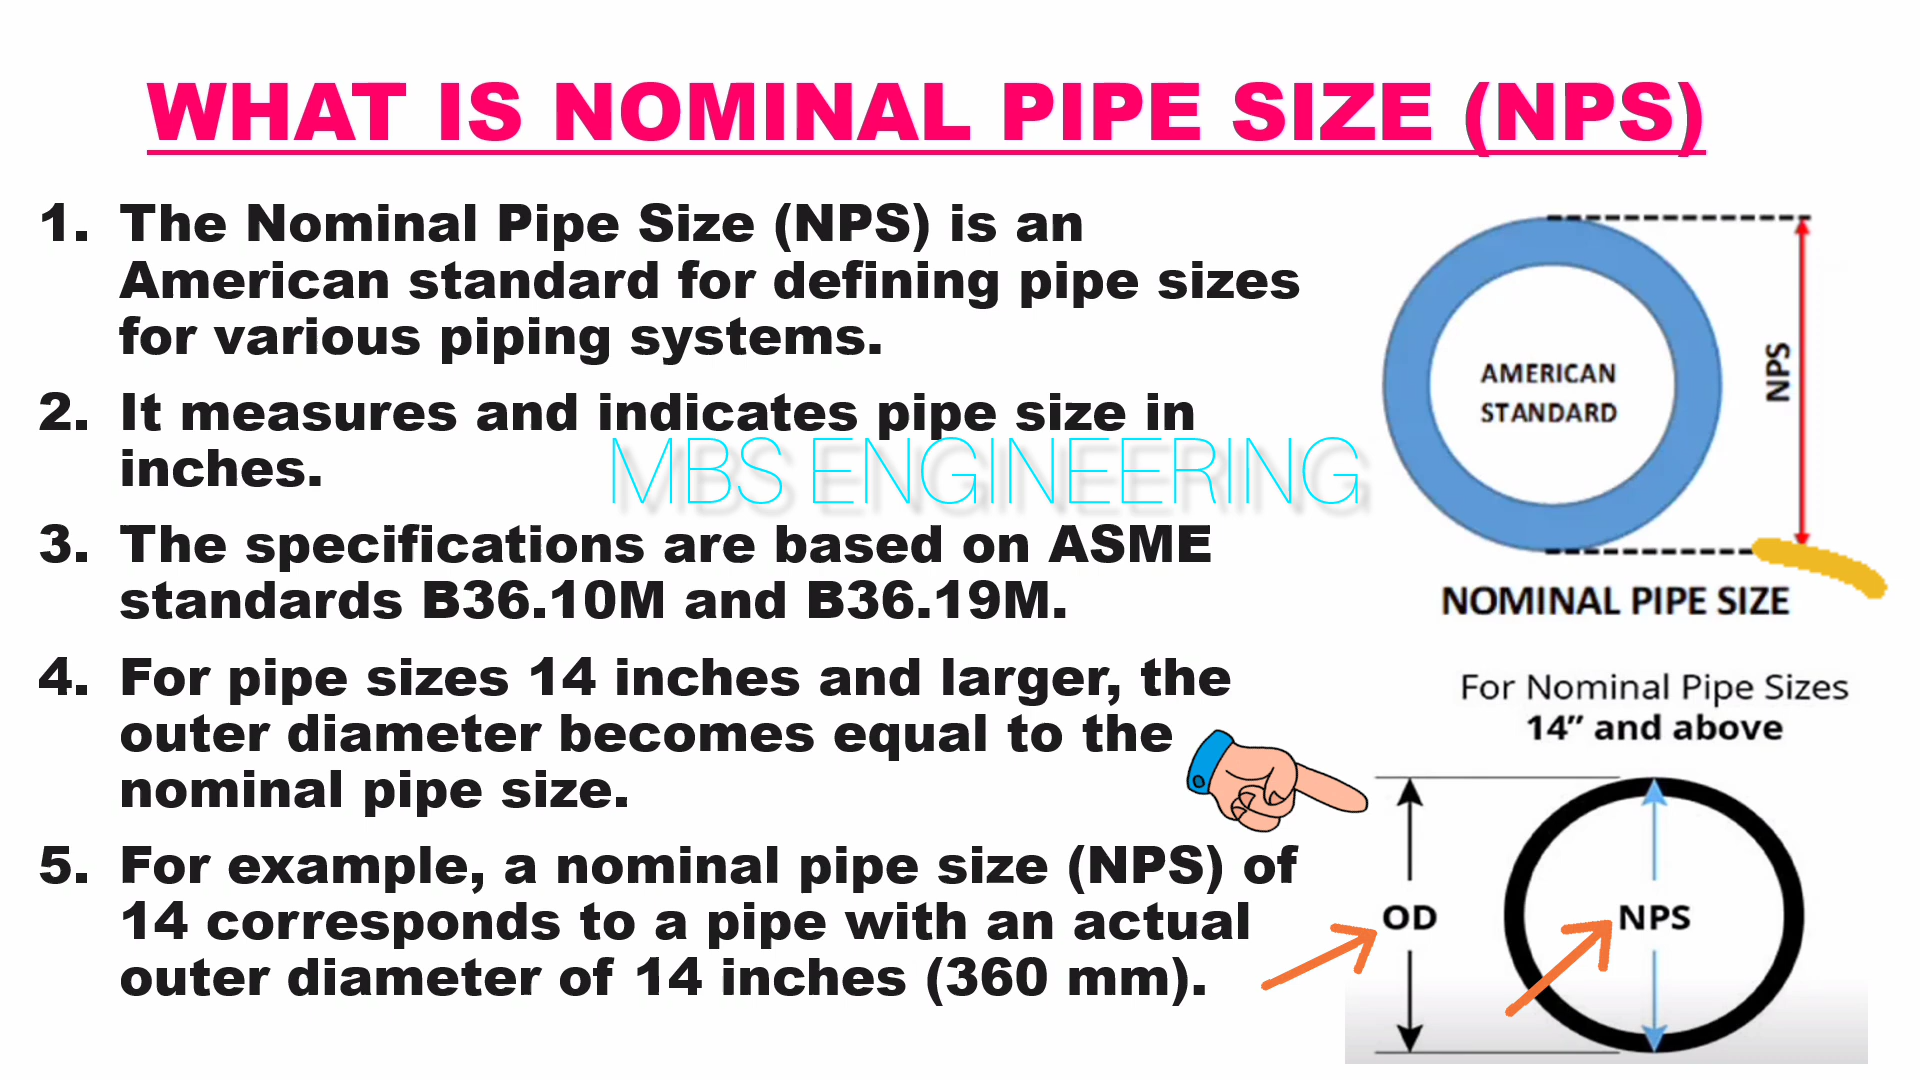 WHAT IS NOMINAL PIPE SIZE (NPS)
1. The Nominal Pipe Size (NPS) is an
American standard for defining pipe sizes
for various piping systems.
2. It measures and indicates pipe size in
inches.
MBS ENGINEERING
3. The specifications are based on ASME
standards B36.10M and B36.19M.
4. For pipe sizes 14 inches and larger, the
outer diameter becomes equal to the
nominal pipe size.
5. For example, a nominal pipe size (NPS) of
14 corresponds to a pipe with an actual
outer diameter of 14 inches (360 mm).
AMERICAN
STANDARD
NPS
NOMINAL PIPE SIZE
For Nominal Pipe Sizes
14” and above
OD
NPS